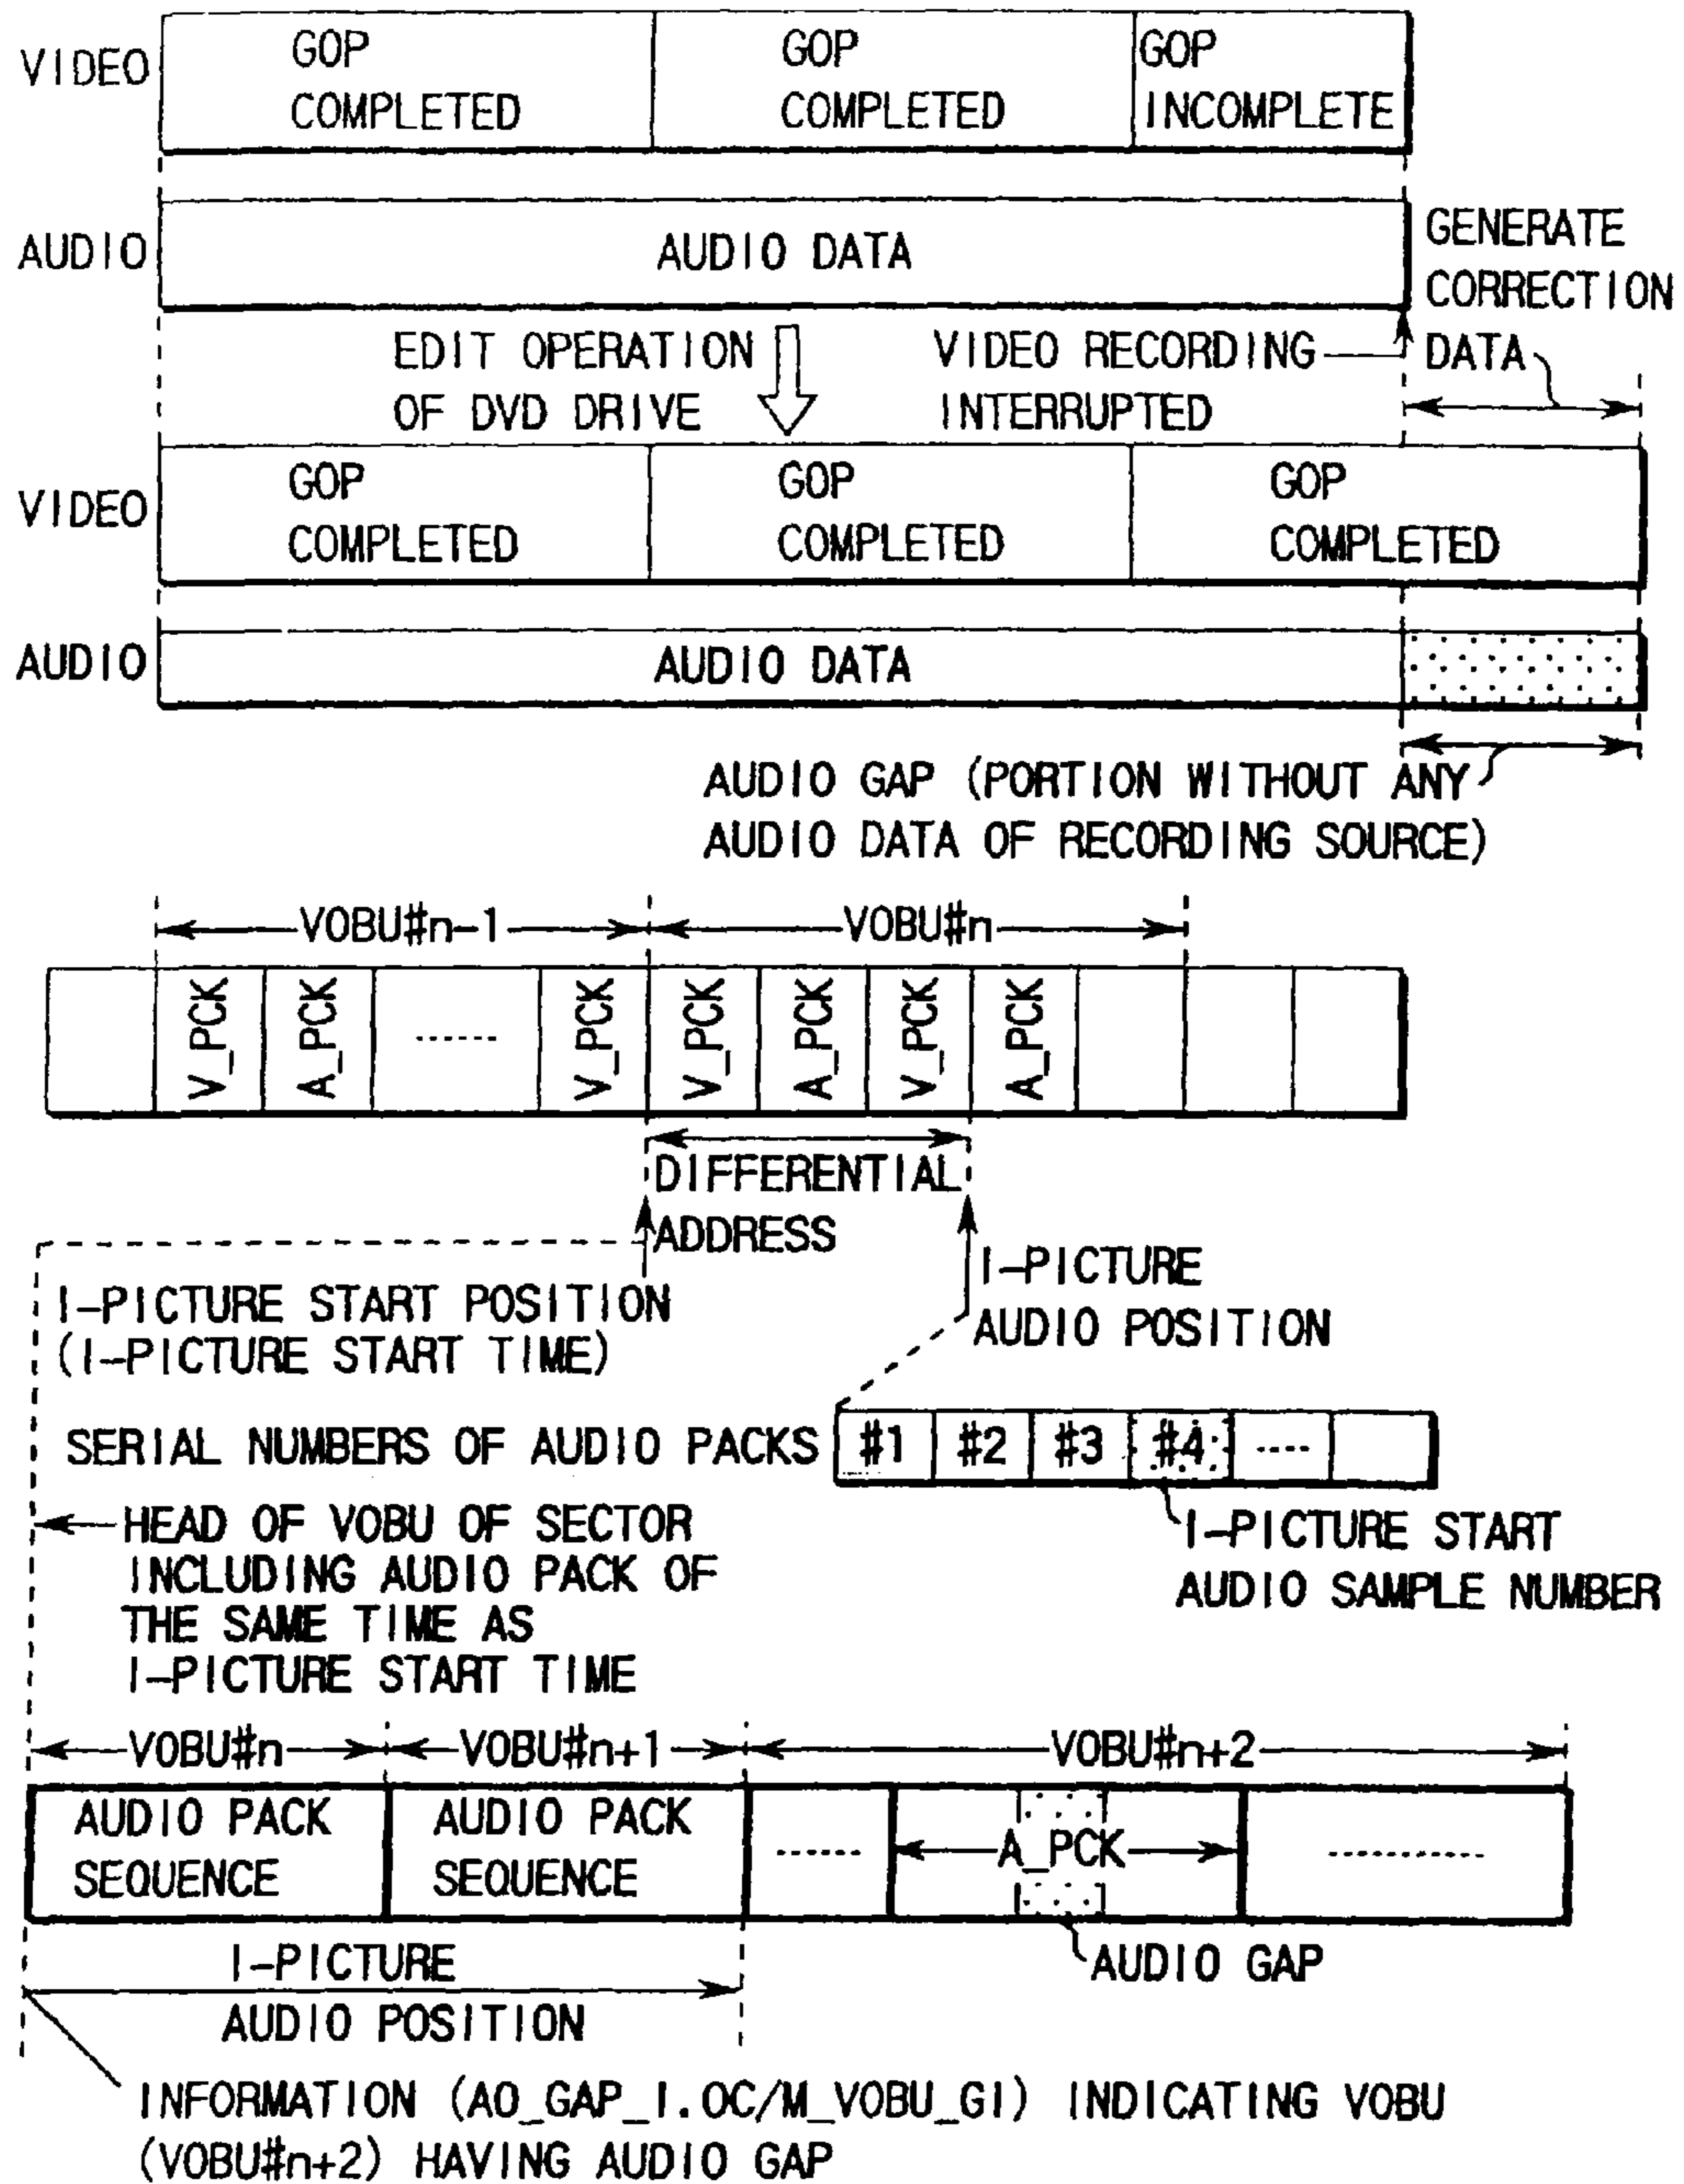 VIDEO
GOP
COMPLETED
GOP
COMPLETED
GOP
INCOMPLETE
AUDIO
AUDIO DATA
GENERATE
CORRECTION
DATA
EDIT OPERATION
OF DVD DRIVE
VIDEO RECORDING
INTERRUPTED
VIDEO
GOP
COMPLETED
GOP
COMPLETED
GOP
COMPLETED
AUDIO
AUDIO DATA
AUDIO GAP (PORTION WITHOUT ANY
AUDIO DATA OF RECORDING SOURCE)
VOBU#n-1
VOBU#n
V_PCK
A_PCK
------
V_PCK
V_PCK
A_PCK
V_PCK
A_PCK
DIFFERENTIAL
ADDRESS
I-PICTURE START POSITION
(I-PICTURE START TIME)
I-PICTURE
AUDIO POSITION
SERIAL NUMBERS OF AUDIO PACKS
#1
#2
#3
#4
----
I-PICTURE START
AUDIO SAMPLE NUMBER
HEAD OF VOBU OF SECTOR
INCLUDING AUDIO PACK OF
THE SAME TIME AS
I-PICTURE START TIME
VOBU#n
VOBU#n+1
VOBU#n+2
AUDIO PACK
SEQUENCE
AUDIO PACK
SEQUENCE
------
A_PCK
-----------
AUDIO GAP
I-PICTURE
AUDIO POSITION
INFORMATION (A0_GAP_I.OC/M_VOBU_GI) INDICATING VOBU
(VOBU#n+2) HAVING AUDIO GAP